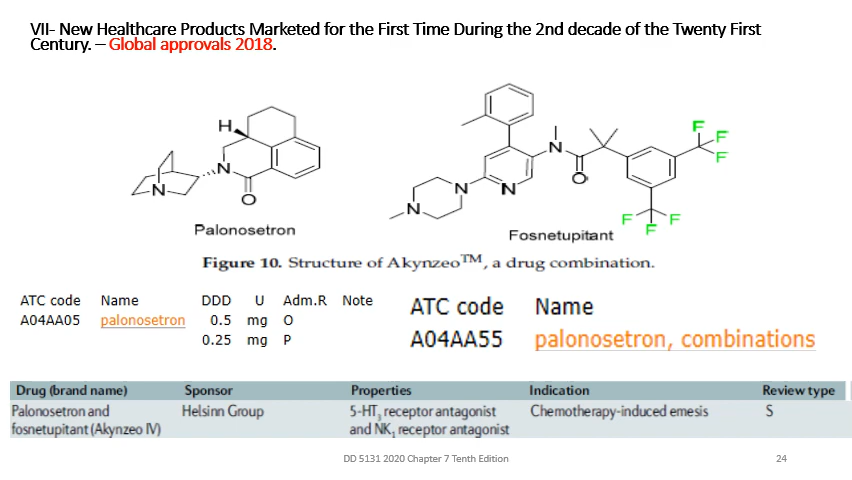 VII- New Healthcare Products Marketed for the First Time During the 2nd decade of the Twenty First
Century. – Global approvals 2018.
H
N
N
O
Palonosetron
N
N
N
N
O
F
F
F
F
F
F
Fosnetupitant
Figure 10. Structure of Akynzeo™, a drug combination.
ATC code Name DDD U Adm.R Note
A04AA05 palonosetron 0.5 mg O
0.25 mg P
ATC code Name
A04AA55 palonosetron, combinations
Drug (brand name) Sponsor Properties Indication Review type
Palonosetron and Helsinn Group 5-HT₃ receptor antagonist Chemotherapy-induced emesis S
fosnetupitant (Akynzeo IV) and NK₁ receptor antagonist
DD 5131 2020 Chapter 7 Tenth Edition 24